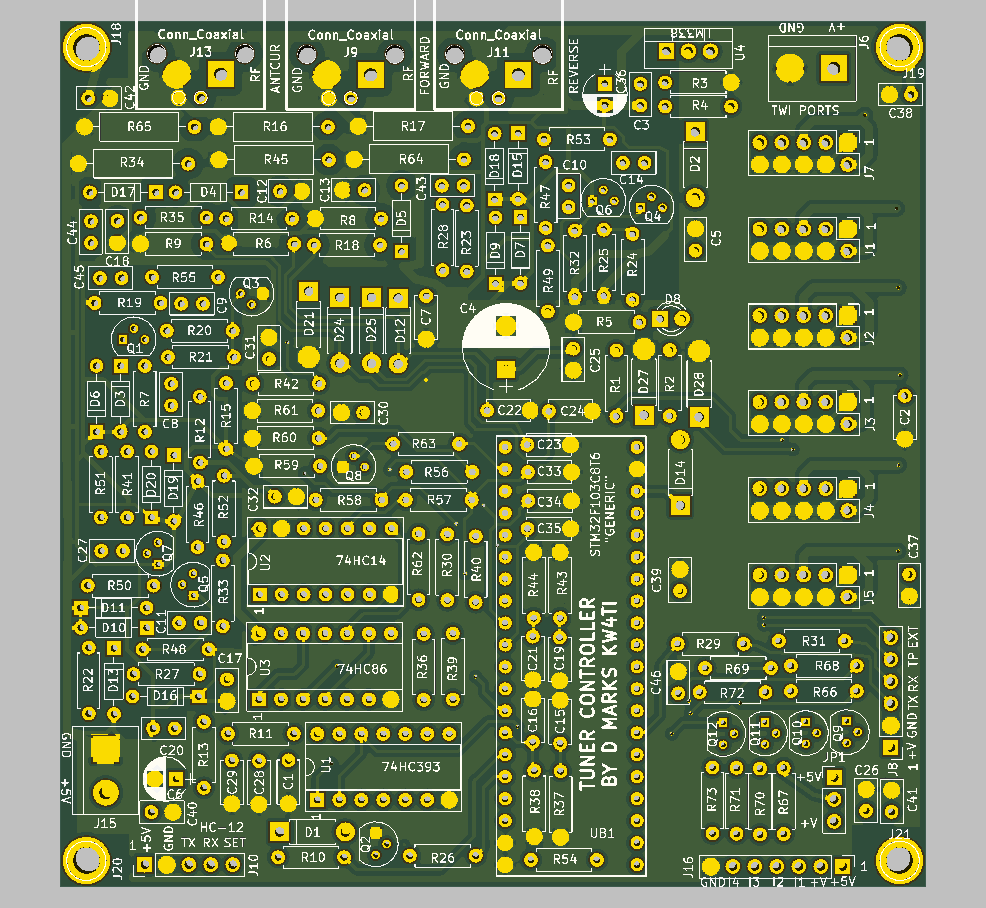 J18
Conn_Coaxial
J13
GND
RF
ANTCUR
Conn_Coaxial
J9
GND
RF
FORWARD
Conn_Coaxial
J11
GND
RF
REVERSE
C36
LM338
U4
GND
+V
J6
TWI PORTS
J19
C42
C3
R3
R4
C38
R65
R16
R17
R53
D18
D15
D2
1
J7
R34
R45
R64
C10
C14
R47
Q6
Q4
D17
D4
C12
C13
C43
D5
C44
R35
R14
R8
R28
R23
R9
R6
R18
D9
D7
C5
1
J1
C18
C45
R55
Q3
R49
R32
R25
R24
R19
C9
D21
D24
D25
D12
C7
C4
D8
R5
1
J2
Q1
R20
R21
C31
C25
R1
D27
R2
D28
D6
D3
R7
C8
R12
R15
R42
R61
C30
C22
C24
1
J3
C2
R60
R63
C23
R59
Q8
R56
C33
D14
R51
R41
D20
D19
R46
R52
C32
R58
R57
C34
C35
STM32F103C8T6
"GENERIC"
1
J4
C27
Q7
U2
74HC14
1
R62
R30
R40
R44
R43
C39
C37
1
J5
R50
Q5
R33
D11
D10
C11
U3
74HC86
1
R36
R39
C21
C19
R48
R22
D13
R27
D16
C17
C16
C15
TUNER CONTROLLER
BY D MARKS KW4TI
R29
R31
C46
R69
R68
R72
R66
+V GND TX RX TP EXT
1
J8
Q12
Q11
Q10
Q9
GND
+5V
J15
C20
C6
C40
R13
R11
C29
C28
C1
U1
74HC393
1
R38
R37
UB1
R73
R71
R70
R67
JP1
+5V
+V
C26
C41
J21
J20
1
+5V
GND
HC-12
TX RX SET
J10
D1
R10
Q2
R26
R54
J16
1
GND
I4
I3
I2
I1
+V
+5V